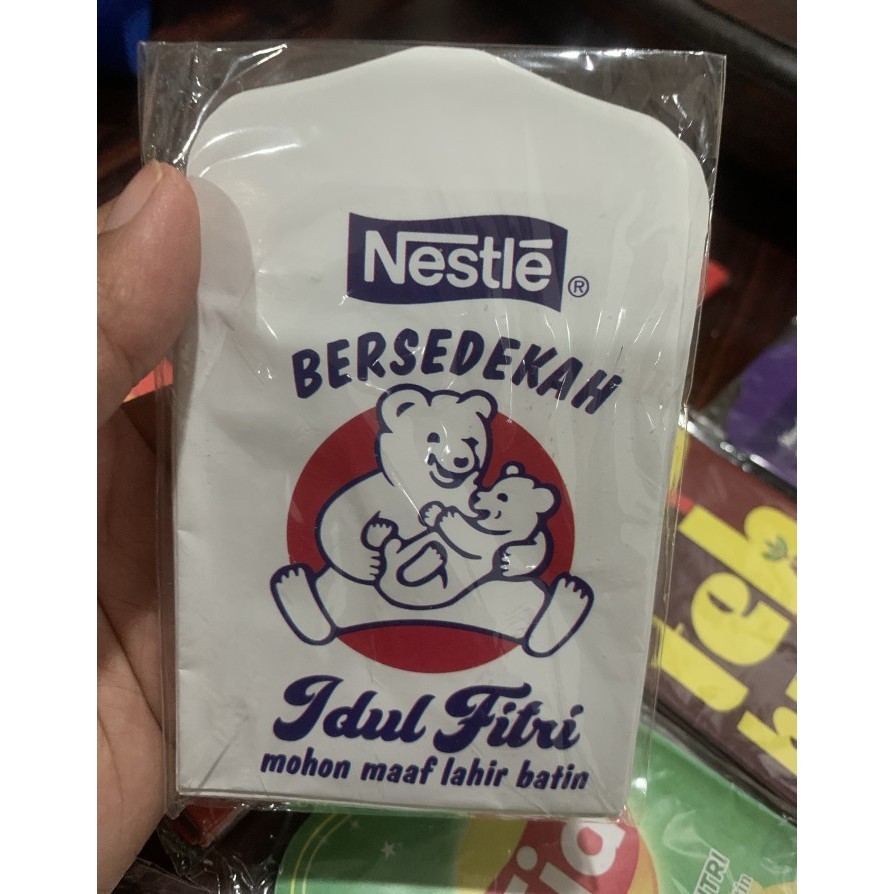 Nestlé®
BERSEDEKAH
Idul Fitri
mohon maaf lahir batin